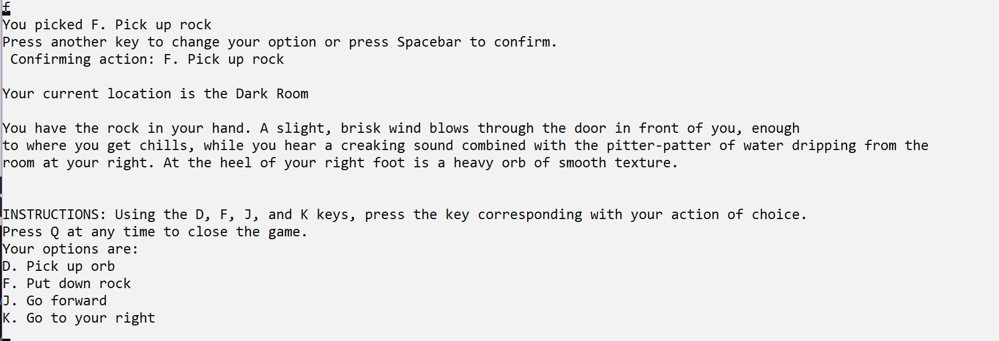 f
You picked F. Pick up rock
Press another key to change your option or press Spacebar to confirm.
Confirming action: F. Pick up rock
Your current location is the Dark Room
You have the rock in your hand. A slight, brisk wind blows through the door in front of you, enough
to where you get chills, while you hear a creaking sound combined with the pitter-patter of water dripping from the
room at your right. At the heel of your right foot is a heavy orb of smooth texture.
INSTRUCTIONS: Using the D, F, J, and K keys, press the key corresponding with your action of choice.
Press Q at any time to close the game.
Your options are:
D. Pick up orb
F. Put down rock
J. Go forward
K. Go to your right